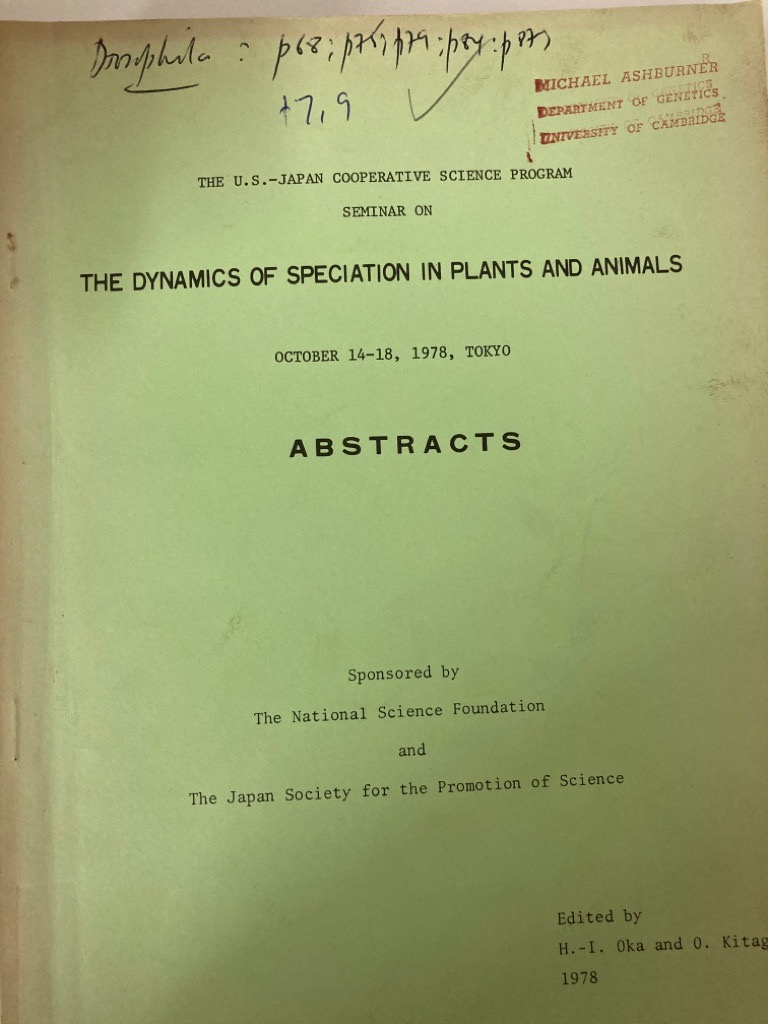 Drosophila : p68; p75; p79; p84; p87;
+7, 9
MICHAEL ASHBURNER
DEPARTMENT OF GENETICS
UNIVERSITY OF CAMBRIDGE
THE U.S.-JAPAN COOPERATIVE SCIENCE PROGRAM
SEMINAR ON
THE DYNAMICS OF SPECIATION IN PLANTS AND ANIMALS
OCTOBER 14-18, 1978, TOKYO
ABSTRACTS
Sponsored by
The National Science Foundation
and
The Japan Society for the Promotion of Science
Edited by
H.-I. Oka and O. Kitag
1978